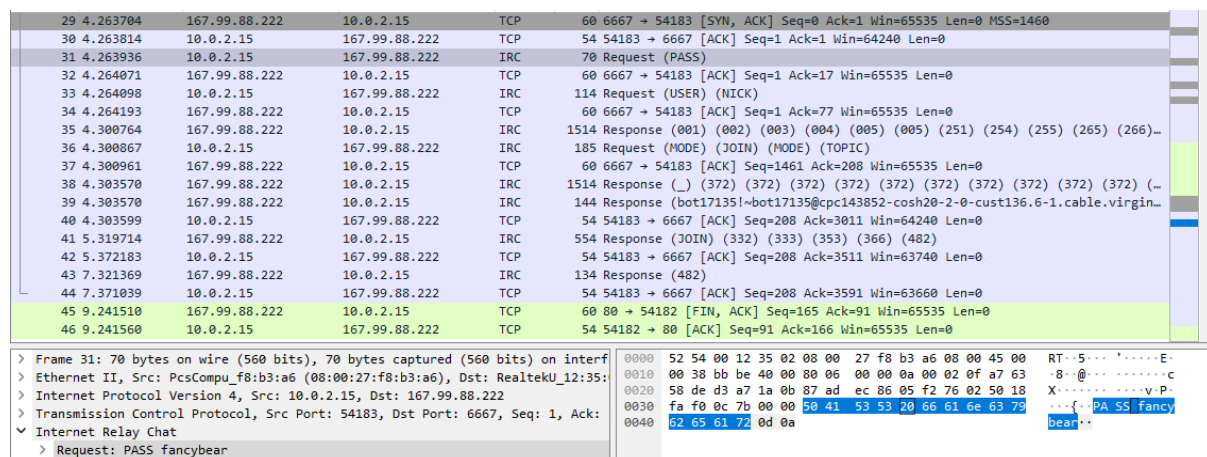 29 4.263704 167.99.88.222 10.0.2.15 TCP 60 6667 → 54183 [SYN, ACK] Seq=0 Ack=1 Win=65535 Len=0 MSS=1460
30 4.263814 10.0.2.15 167.99.88.222 TCP 54 54183 → 6667 [ACK] Seq=1 Ack=1 Win=64240 Len=0
31 4.263936 10.0.2.15 167.99.88.222 IRC 70 Request (PASS)
32 4.264071 167.99.88.222 10.0.2.15 TCP 60 6667 → 54183 [ACK] Seq=1 Ack=17 Win=65535 Len=0
33 4.264098 10.0.2.15 167.99.88.222 IRC 114 Request (USER) (NICK)
34 4.264193 167.99.88.222 10.0.2.15 TCP 60 6667 → 54183 [ACK] Seq=1 Ack=77 Win=65535 Len=0
35 4.300764 167.99.88.222 10.0.2.15 IRC 1514 Response (001) (002) (003) (004) (005) (005) (251) (254) (255) (265) (266)…
36 4.300867 10.0.2.15 167.99.88.222 IRC 185 Request (MODE) (JOIN) (MODE) (TOPIC)
37 4.300961 167.99.88.222 10.0.2.15 TCP 60 6667 → 54183 [ACK] Seq=1461 Ack=208 Win=65535 Len=0
38 4.303570 167.99.88.222 10.0.2.15 IRC 1514 Response (_) (372) (372) (372) (372) (372) (372) (372) (372) (372) (372) (…
39 4.303570 167.99.88.222 10.0.2.15 IRC 144 Response (bot17135!~bot17135@cpc143852-cosh20-2-0-cust136.6-1.cable.virgin…
40 4.303599 10.0.2.15 167.99.88.222 TCP 54 54183 → 6667 [ACK] Seq=208 Ack=3011 Win=64240 Len=0
41 5.319714 167.99.88.222 10.0.2.15 IRC 554 Response (JOIN) (332) (333) (353) (366) (482)
42 5.372183 10.0.2.15 167.99.88.222 TCP 54 54183 → 6667 [ACK] Seq=208 Ack=3511 Win=63740 Len=0
43 7.321369 167.99.88.222 10.0.2.15 IRC 134 Response (482)
44 7.371039 10.0.2.15 167.99.88.222 TCP 54 54183 → 6667 [ACK] Seq=208 Ack=3591 Win=63660 Len=0
45 9.241510 167.99.88.222 10.0.2.15 TCP 60 80 → 54182 [FIN, ACK] Seq=165 Ack=91 Win=65535 Len=0
46 9.241560 10.0.2.15 167.99.88.222 TCP 54 54182 → 80 [ACK] Seq=91 Ack=166 Win=65535 Len=0
> Frame 31: 70 bytes on wire (560 bits), 70 bytes captured (560 bits) on interf
> Ethernet II, Src: PcsCompu_f8:b3:a6 (08:00:27:f8:b3:a6), Dst: RealtekU_12:35:
> Internet Protocol Version 4, Src: 10.0.2.15, Dst: 167.99.88.222
> Transmission Control Protocol, Src Port: 54183, Dst Port: 6667, Seq: 1, Ack:
Internet Relay Chat
> Request: PASS fancybear
0000 52 54 00 12 35 02 08 00 27 f8 b3 a6 08 00 45 00 RT··5··· '·····E·
0010 00 38 bb be 40 00 80 06 00 00 0a 00 02 0f a7 63 ·8··@··· ·······c
0020 58 de d3 a7 1a 0b 87 ad ec 86 05 f2 76 02 50 18 X······· ····v·P·
0030 fa f0 0c 7b 00 00 50 41 53 53 20 66 61 6e 63 79 ···{··PA SS fancy
0040 62 65 61 72 0d 0a bear··